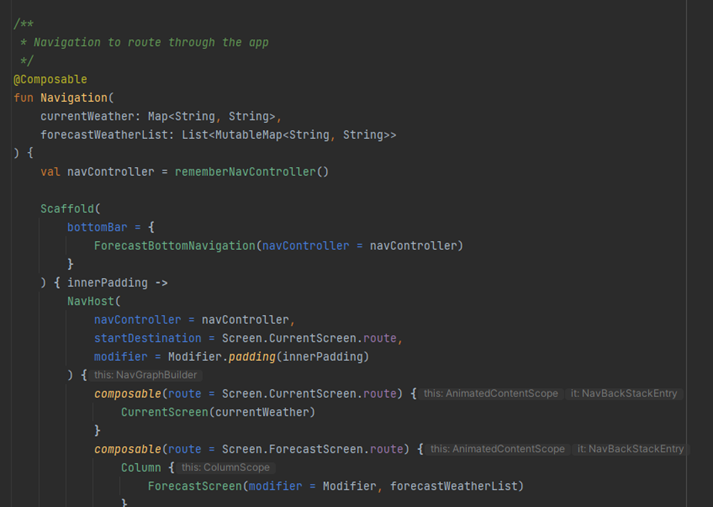 /**
 * Navigation to route through the app
 */
@Composable
fun Navigation(
    currentWeather: Map<String, String>,
    forecastWeatherList: List<MutableMap<String, String>>
) {
    val navController = rememberNavController()
    Scaffold(
        bottomBar = {
            ForecastBottomNavigation(navController = navController)
        }
    ) { innerPadding ->
        NavHost(
            navController = navController,
            startDestination = Screen.CurrentScreen.route,
            modifier = Modifier.padding(innerPadding)
        ) { this: NavGraphBuilder
            composable(route = Screen.CurrentScreen.route) { this: AnimatedContentScope it: NavBackStackEntry
                CurrentScreen(currentWeather)
            }
            composable(route = Screen.ForecastScreen.route) { this: AnimatedContentScope it: NavBackStackEntry
                Column { this: ColumnScope
                    ForecastScreen(modifier = Modifier, forecastWeatherList)
                }